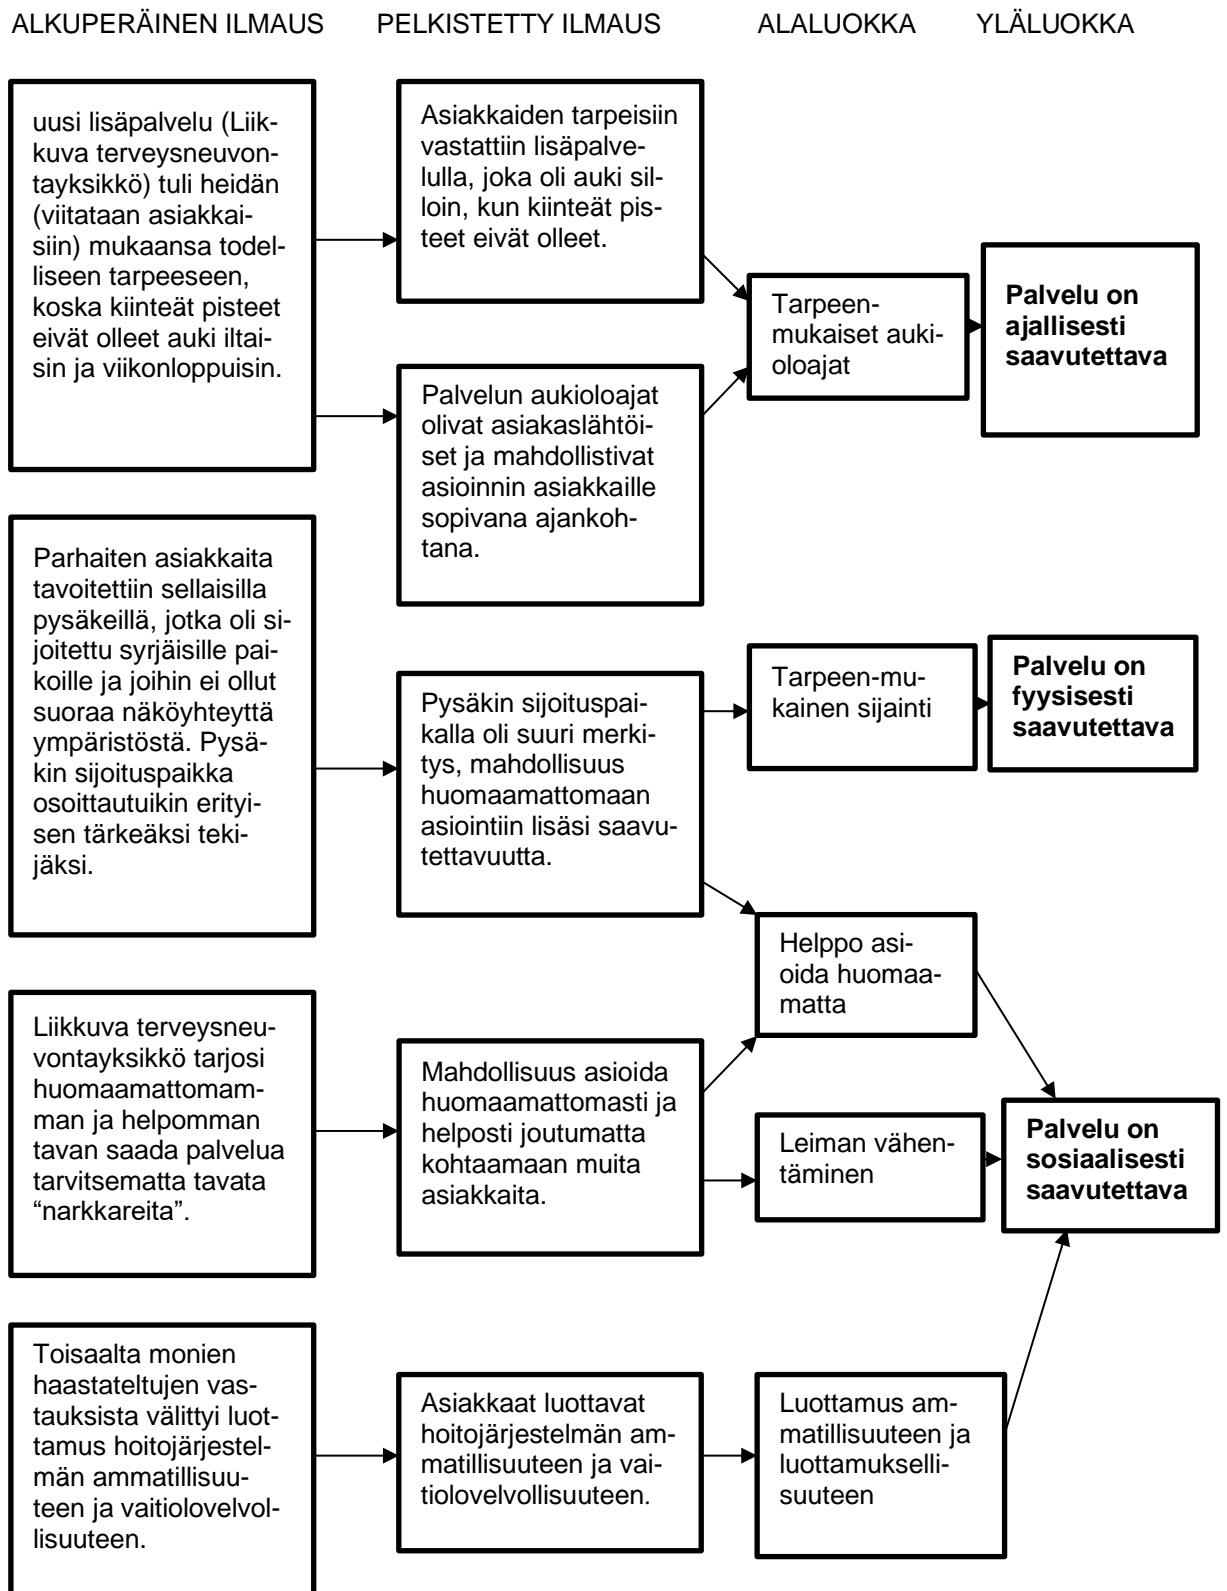 ALKUPERÄINEN ILMAUS PELKISTETTY ILMAUS ALALUOKKA YLÄLUOKKA
uusi lisäpalvelu (Liik-
kuva terveysneuvon-
tayksikkö) tuli heidän
(viitataan asiakkai-
siin) mukaansa todel-
liseen tarpeeseen,
koska kiinteät pisteet
eivät olleet auki iltai-
sin ja viikonloppuisin.
Asiakkaiden tarpeisiin
vastattiin lisäpalve-
lulla, joka oli auki sil-
loin, kun kiinteät pis-
teet eivät olleet.
Palvelun aukioloajat
olivat asiakaslähtöi-
set ja mahdollistivat
asioinnin asiakkaille
sopivana ajankoh-
tana.
Tarpeen-
mukaiset auki-
oloajat
Palvelu on
ajallisesti
saavutettava
Parhaiten asiakkaita
tavoitettiin sellaisilla
pysäkeillä, jotka oli si-
joitettu syrjäisille pai-
koille ja joihin ei ollut
suoraa näköyhteyttä
ympäristöstä. Pysä-
kin sijoituspaikka
osoittautuikin erityi-
sen tärkeäksi teki-
jäksi.
Pysäkin sijoituspai-
kalla oli suuri merki-
tys, mahdollisuus
huomaamattomaan
asiointiin lisäsi saavu-
tettavuutta.
Tarpeen-mu-
kainen sijainti
Palvelu on
fyysisesti
saavutettava
Helppo asi-
oida huomaa-
matta
Liikkuva terveysneu-
vontayksikkö tarjosi
huomaamattomam-
man ja helpomman
tavan saada palvelua
tarvitsematta tavata
“narkkareita”.
Mahdollisuus asioida
huomaamattomasti ja
helposti joutumatta
kohtaamaan muita
asiakkaita.
Leiman vähen-
täminen
Palvelu on
sosiaalisesti
saavutettava
Toisaalta monien
haastateltujen vas-
tauksista välittyi luot-
tamus hoitojärjestel-
män ammatillisuu-
teen ja vaitiolovelvol-
lisuuteen.
Asiakkaat luottavat
hoitojärjestelmän am-
matillisuuteen ja vai-
tiolovelvollisuuteen.
Luottamus am-
matillisuuteen ja
luottamukselli-
suuteen